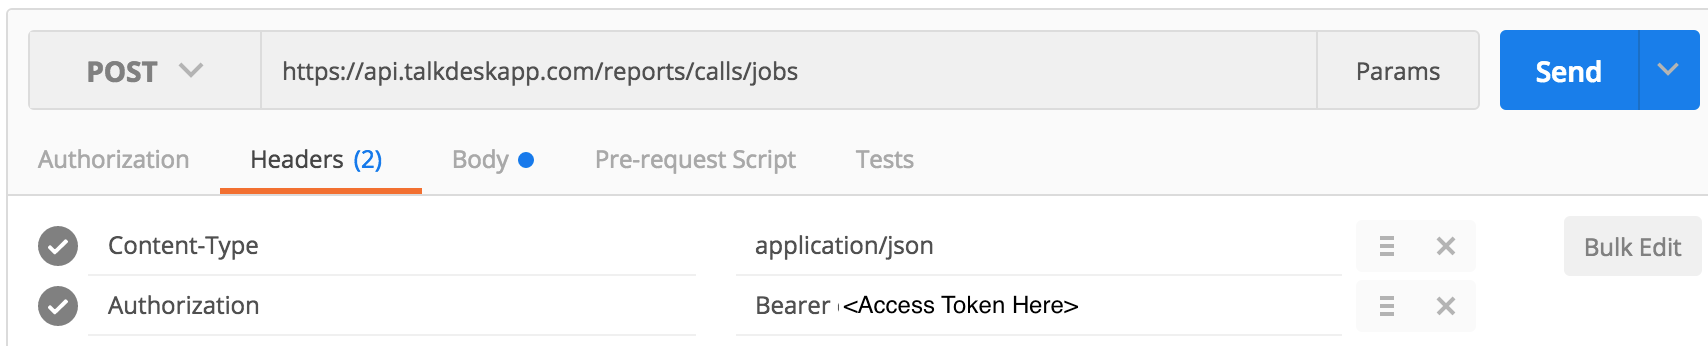 POST https://api.talkdeskapp.com/reports/calls/jobs Params Send
Authorization Headers (2) Body Pre-request Script Tests
Content-Type application/json Bulk Edit
Authorization Bearer <Access Token Here>